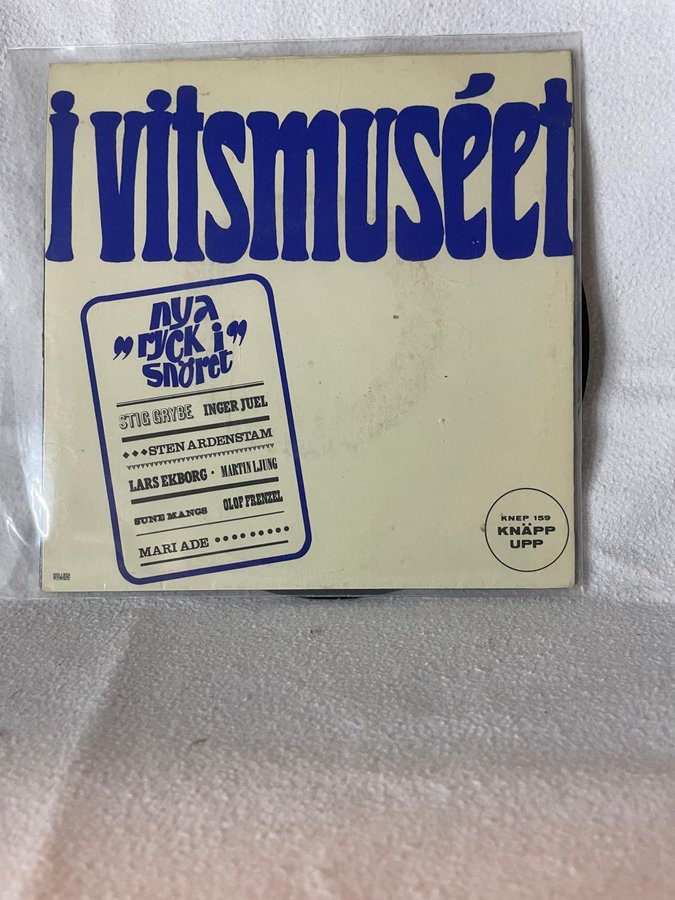 i vitsmuséet
nya
"ryck i"
snöret
STIG GRYBE INGER JUEL
STEN ARDENSTAM
LARS EKBORG · MARTIN LJUNG
SUNE MANGS OLOF FRENZEL
MARI ADE
KNEP 159
KNÄPP
UPP